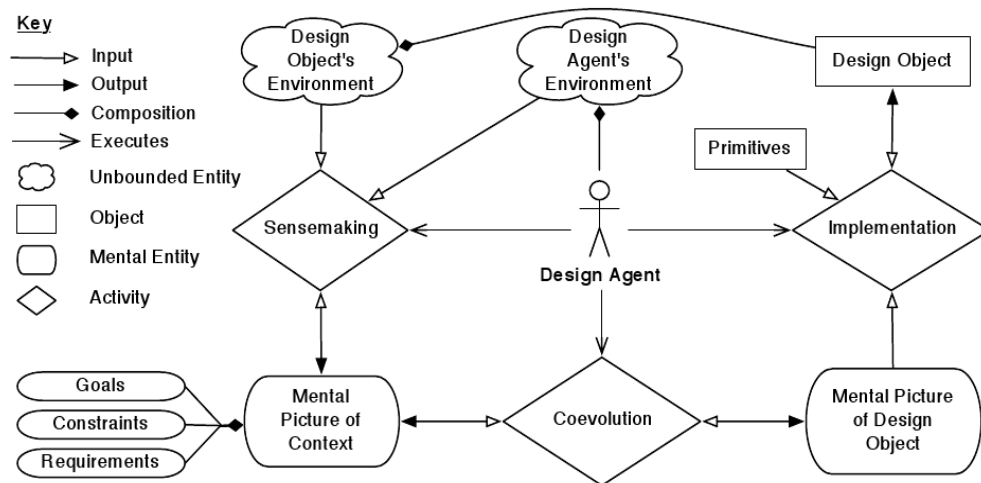 Key
Input
Output
Composition
Executes
Unbounded Entity
Object
Mental Entity
Activity
Design
Object's
Environment
Design
Agent's
Environment
Design Object
Primitives
Sensemaking
Implementation
Design Agent
Goals
Constraints
Requirements
Mental
Picture of
Context
Coevolution
Mental Picture
of Design
Object